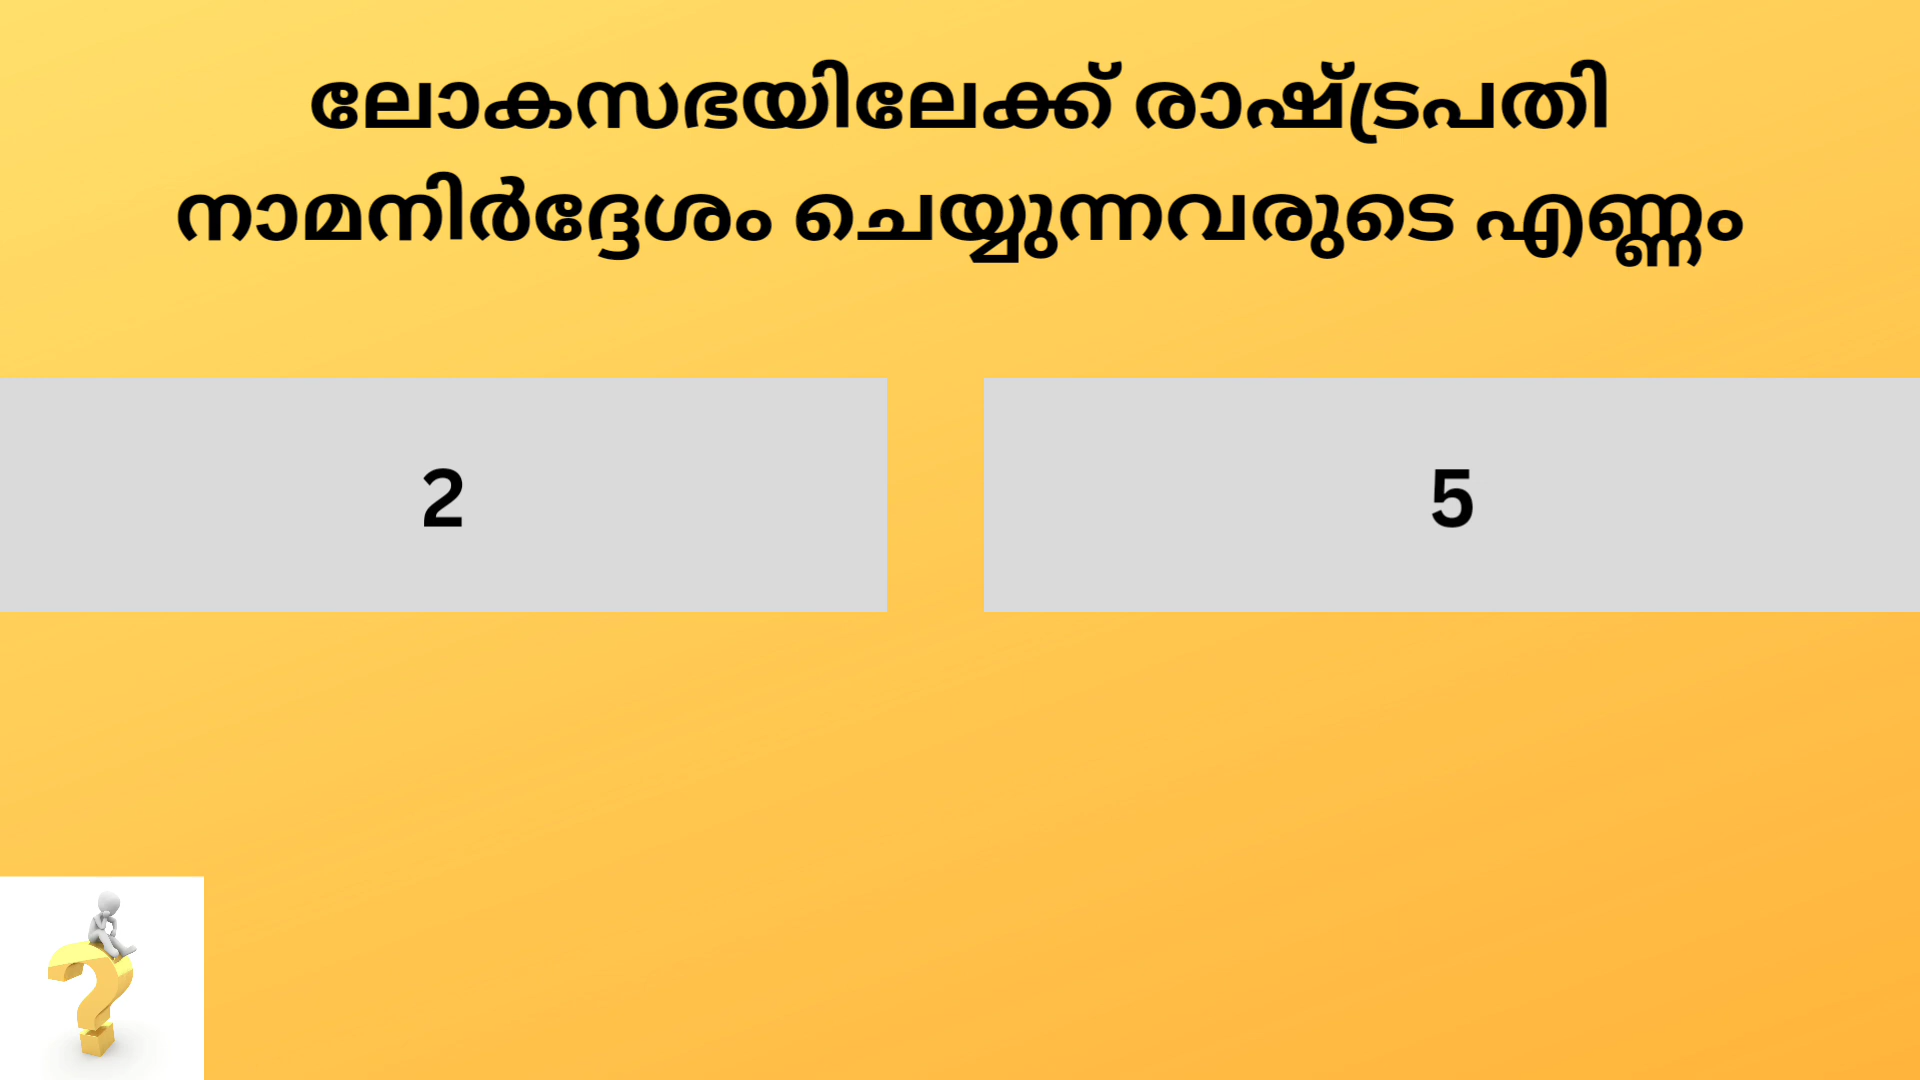 ലോകസഭയിലേക്ക് രാഷ്ട്രപതി
നാമനിർദ്ദേശം ചെയ്യുന്നവരുടെ എണ്ണം
2
5